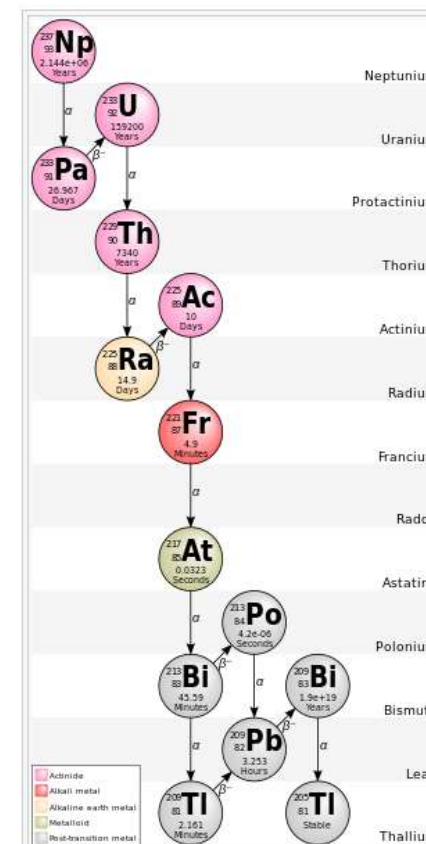 237
93
Np
2.144e+06
Years
Neptuniu
α
233
92
U
159200
Years
Uraniu
β⁻
233
91
Pa
26.967
Days
α
Protactiniu
229
90
Th
7340
Years
Thoriu
α
225
89
Ac
10
Days
Actiniu
β⁻
225
88
Ra
14.9
Days
α
Radiu
221
87
Fr
4.9
Minutes
Franciu
α
Rado
217
85
At
0.0323
Seconds
Astatin
α
213
84
Po
4.2e-06
Seconds
Poloniu
β⁻
213
83
Bi
45.59
Minutes
α
209
83
Bi
1.9e+19
Years
Bismut
β⁻
α
209
82
Pb
3.253
Hours
α
Lea
β⁻
209
81
Tl
2.161
Minutes
205
81
Tl
Stable
Thalliu
Actinide
Alkali metal
Alkaline earth metal
Metalloid
Post-transition metal